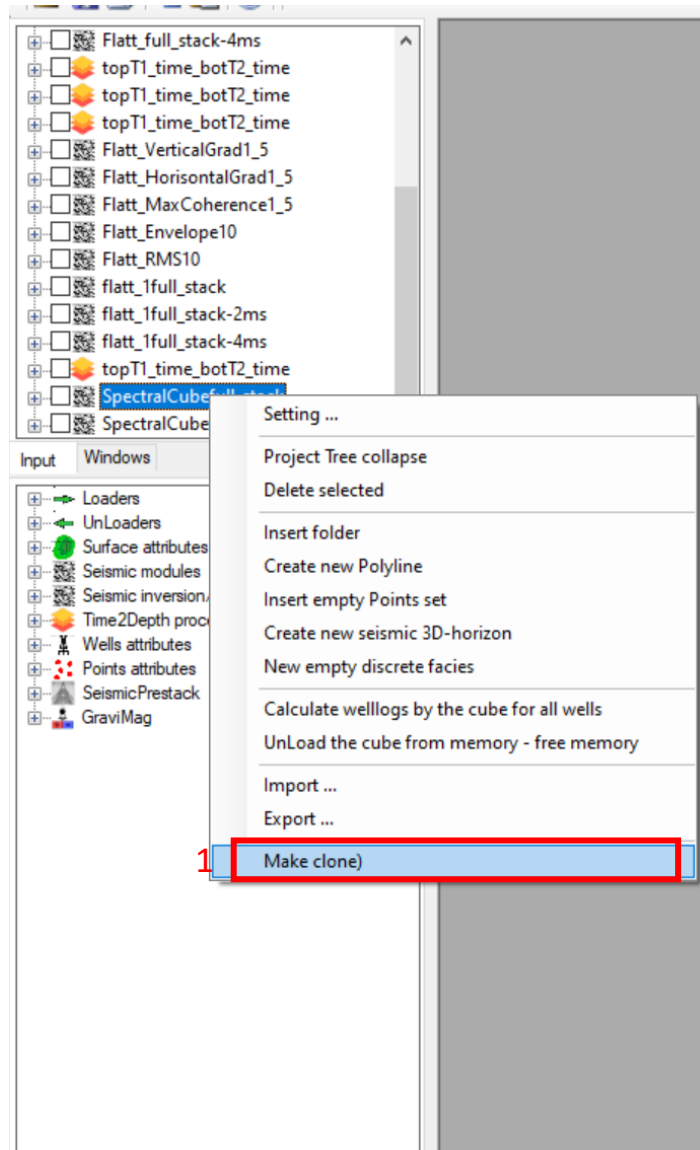 Flatt_full_stack-4ms
topT1_time_botT2_time
topT1_time_botT2_time
topT1_time_botT2_time
Flatt_VerticalGrad1_5
Flatt_HorisontalGrad1_5
Flatt_MaxCoherence1_5
Flatt_Envelope10
Flatt_RMS10
flatt_1full_stack
flatt_1full_stack-2ms
flatt_1full_stack-4ms
topT1_time_botT2_time
SpectralCubefull_stack
SpectralCube
Input Windows
Loaders
UnLoaders
Surface attributes
Seismic modules
Seismic inversion/
Time2Depth proc
Wells attributes
Points attributes
SeismicPrestack
GraviMag
Setting ...
Project Tree collapse
Delete selected
Insert folder
Create new Polyline
Insert empty Points set
Create new seismic 3D-horizon
New empty discrete facies
Calculate welllogs by the cube for all wells
UnLoad the cube from memory - free memory
Import ...
Export ...
1 Make clone)